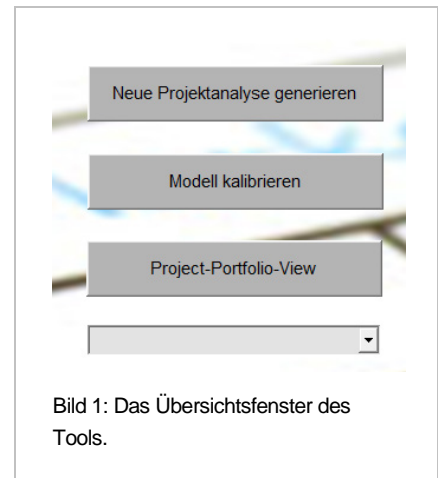 Neue Projektanalyse generieren
Modell kalibrieren
Project-Portfolio-View
Bild 1: Das Übersichtsfenster des
Tools.